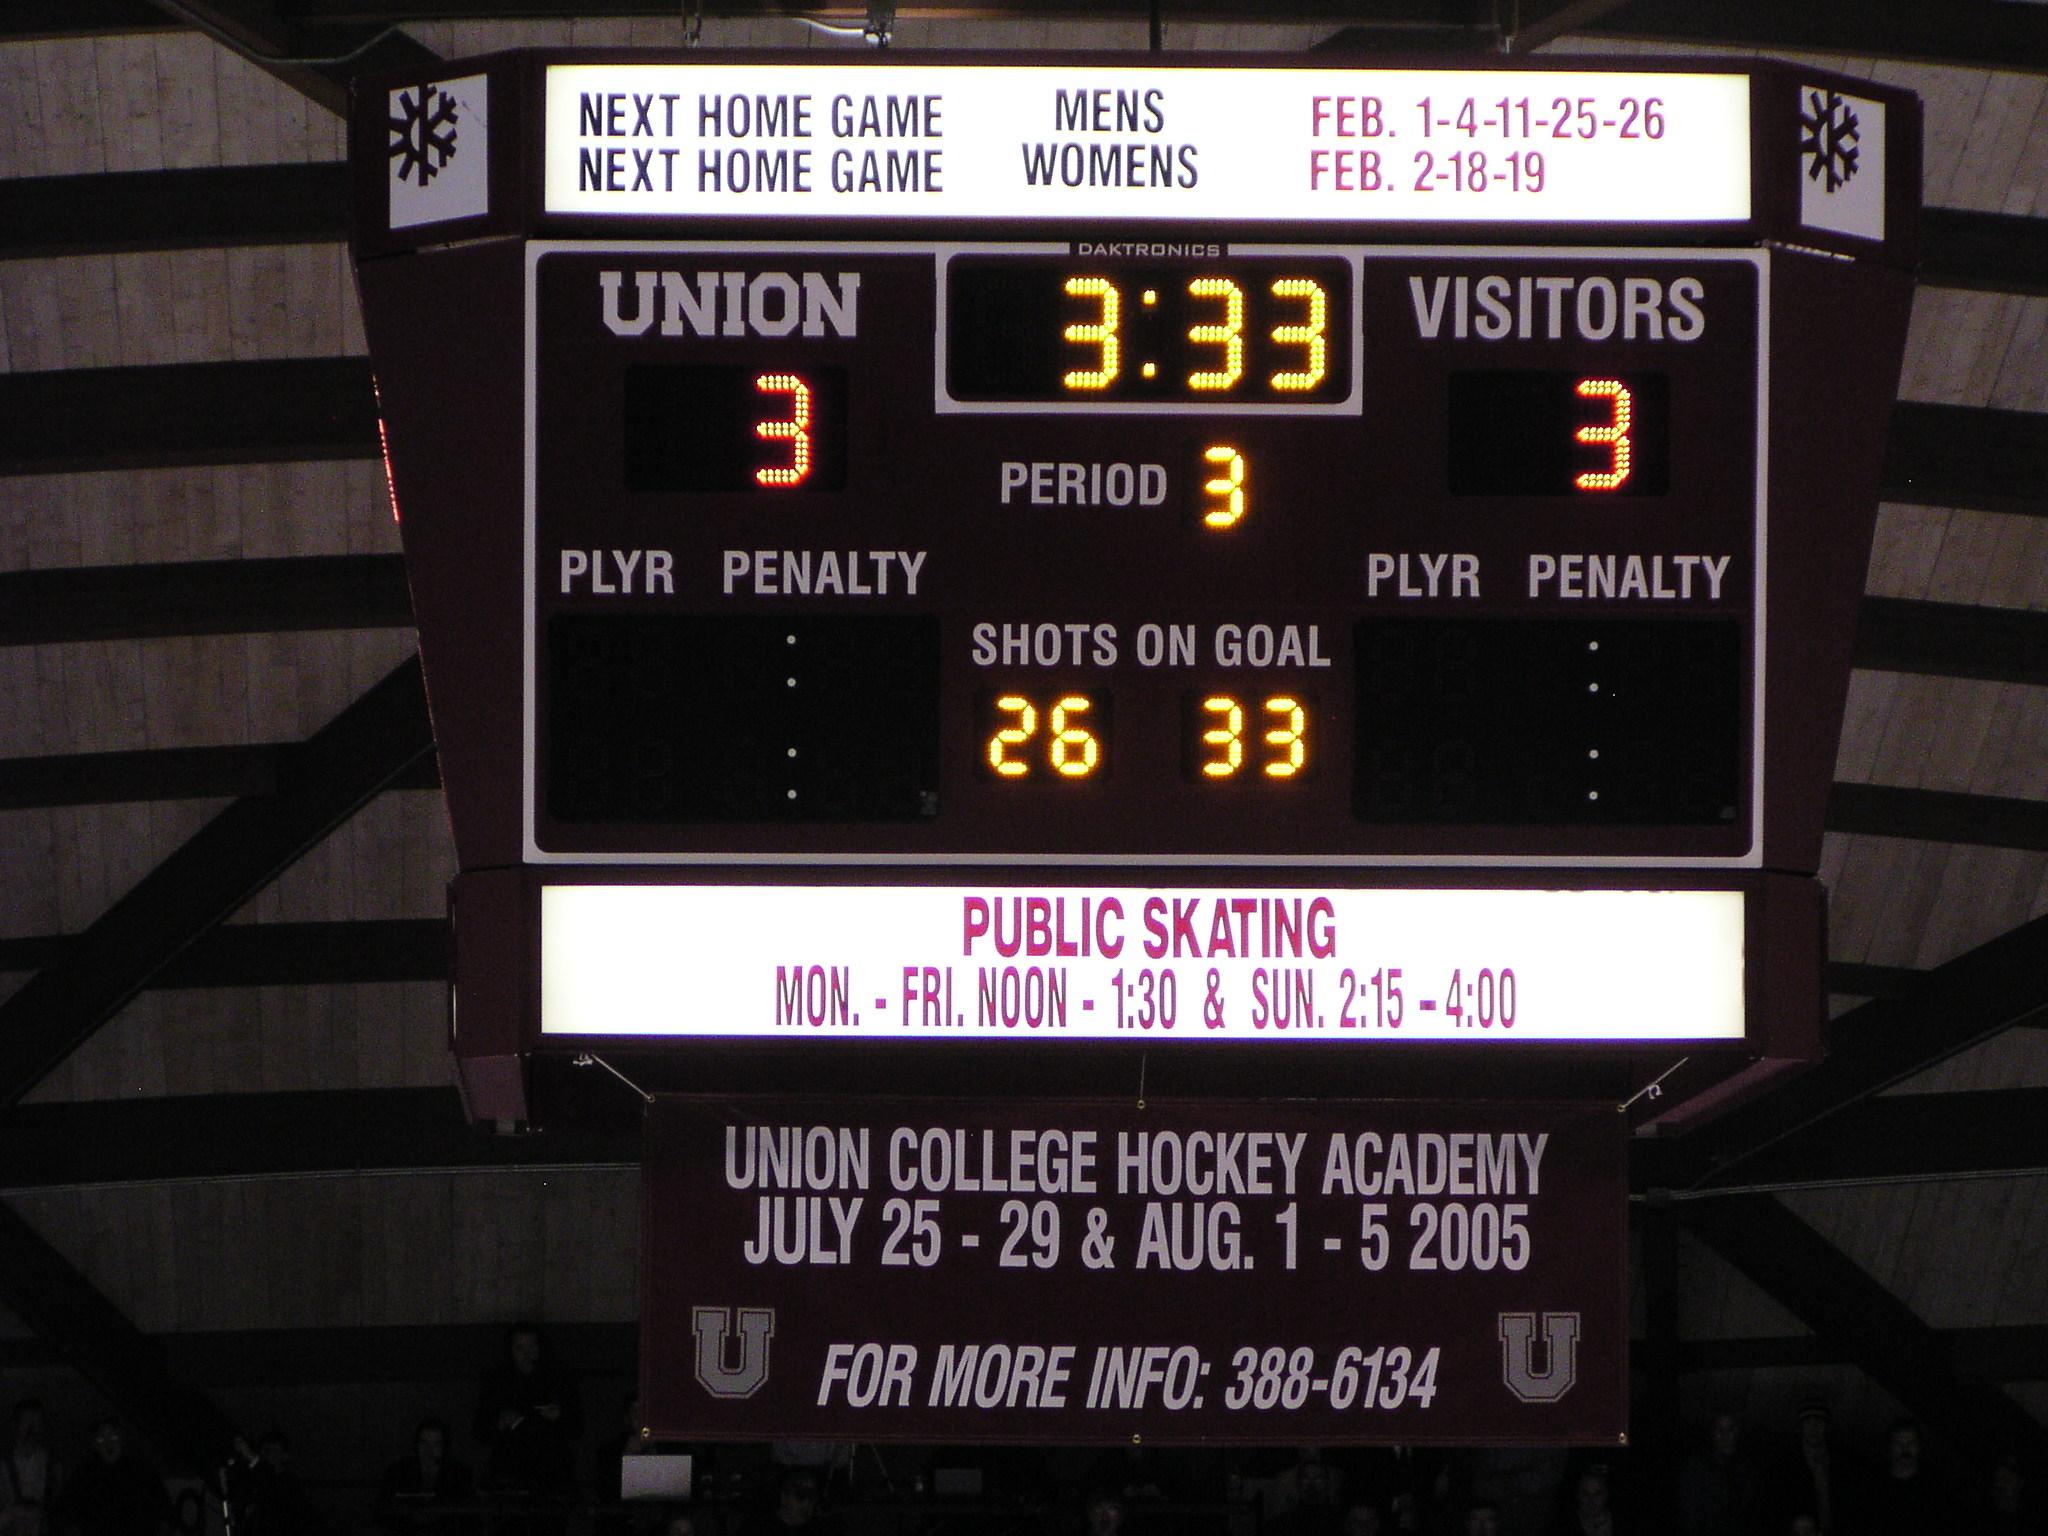 NEXT HOME GAME MENS FEB. 1-4-11-25-26
NEXT HOME GAME WOMENS FEB. 2-18-19
DAKTRONICS
UNION 3:33 VISITORS
3 PERIOD 3 3
PLYR PENALTY PLYR PENALTY
SHOTS ON GOAL
26 33
PUBLIC SKATING
MON. - FRI. NOON - 1:30 & SUN. 2:15 - 4:00
UNION COLLEGE HOCKEY ACADEMY
JULY 25 - 29 & AUG. 1 - 5 2005
U U
FOR MORE INFO: 388-6134